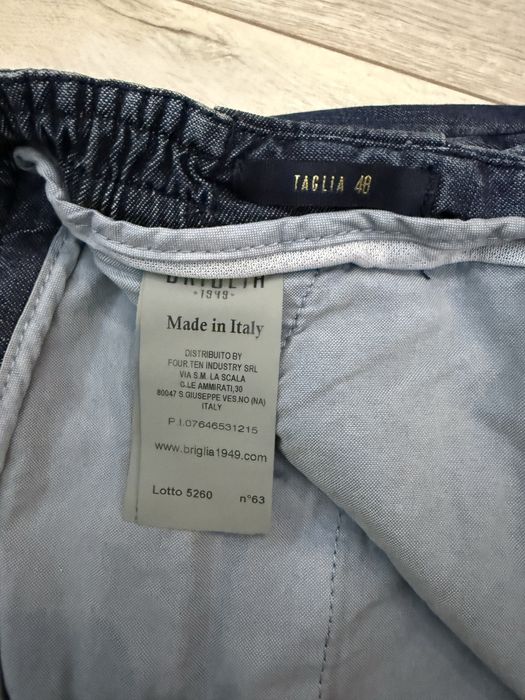 TAGLIA 48
BRIGLIA
•1949•
Made in Italy
DISTRIBUITO BY
FOUR.TEN INDUSTRY SRL
VIA S.M. LA SCALA
C.LE AMMIRATI,30
80047 S.GIUSEPPE VES.NO (NA)
ITALY
P.I.07646531215
www.briglia1949.com
Lotto 5260 n°63